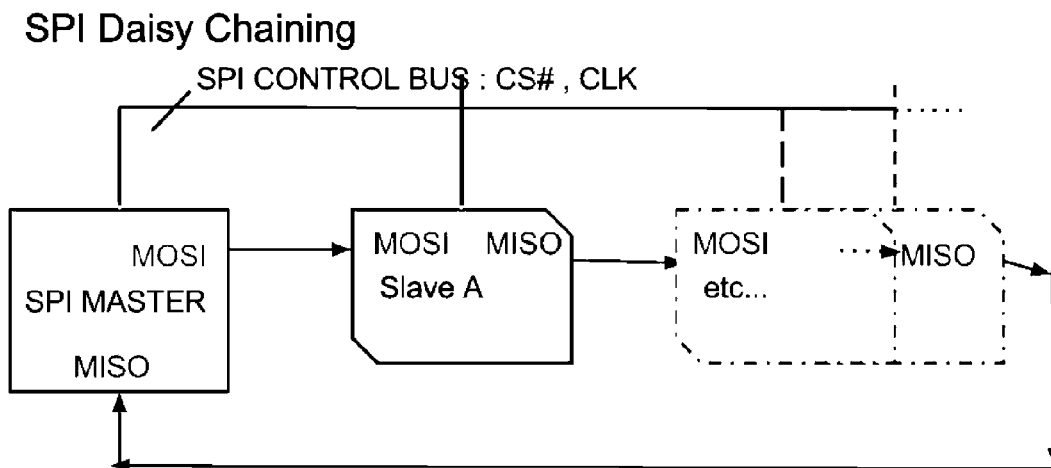 SPI Daisy Chaining
SPI CONTROL BUS : CS# , CLK
MOSI
SPI MASTER
MISO
MOSI MISO
Slave A
MOSI
etc...
MISO